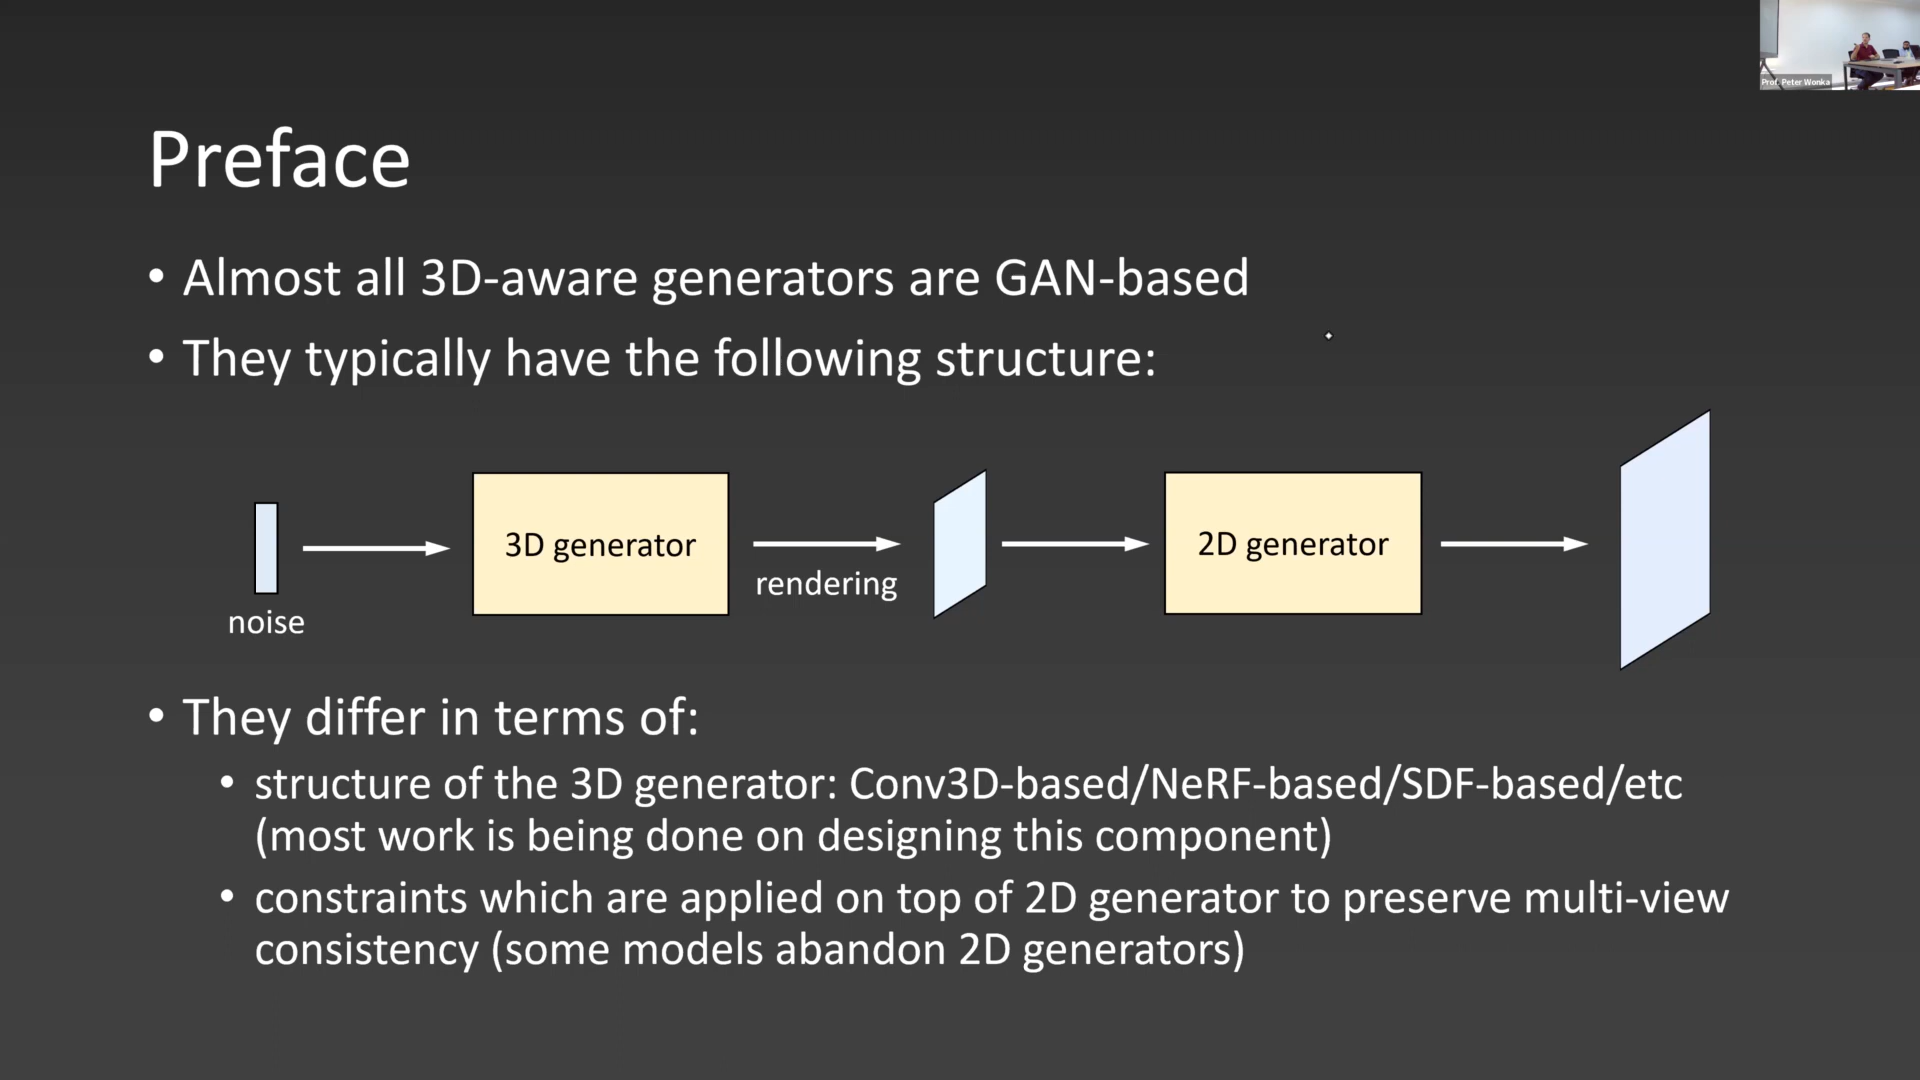 Prof. Peter Wonka
Preface
• Almost all 3D-aware generators are GAN-based
• They typically have the following structure:
noise
3D generator
rendering
2D generator
• They differ in terms of:
• structure of the 3D generator: Conv3D-based/NeRF-based/SDF-based/etc
(most work is being done on designing this component)
• constraints which are applied on top of 2D generator to preserve multi-view
consistency (some models abandon 2D generators)